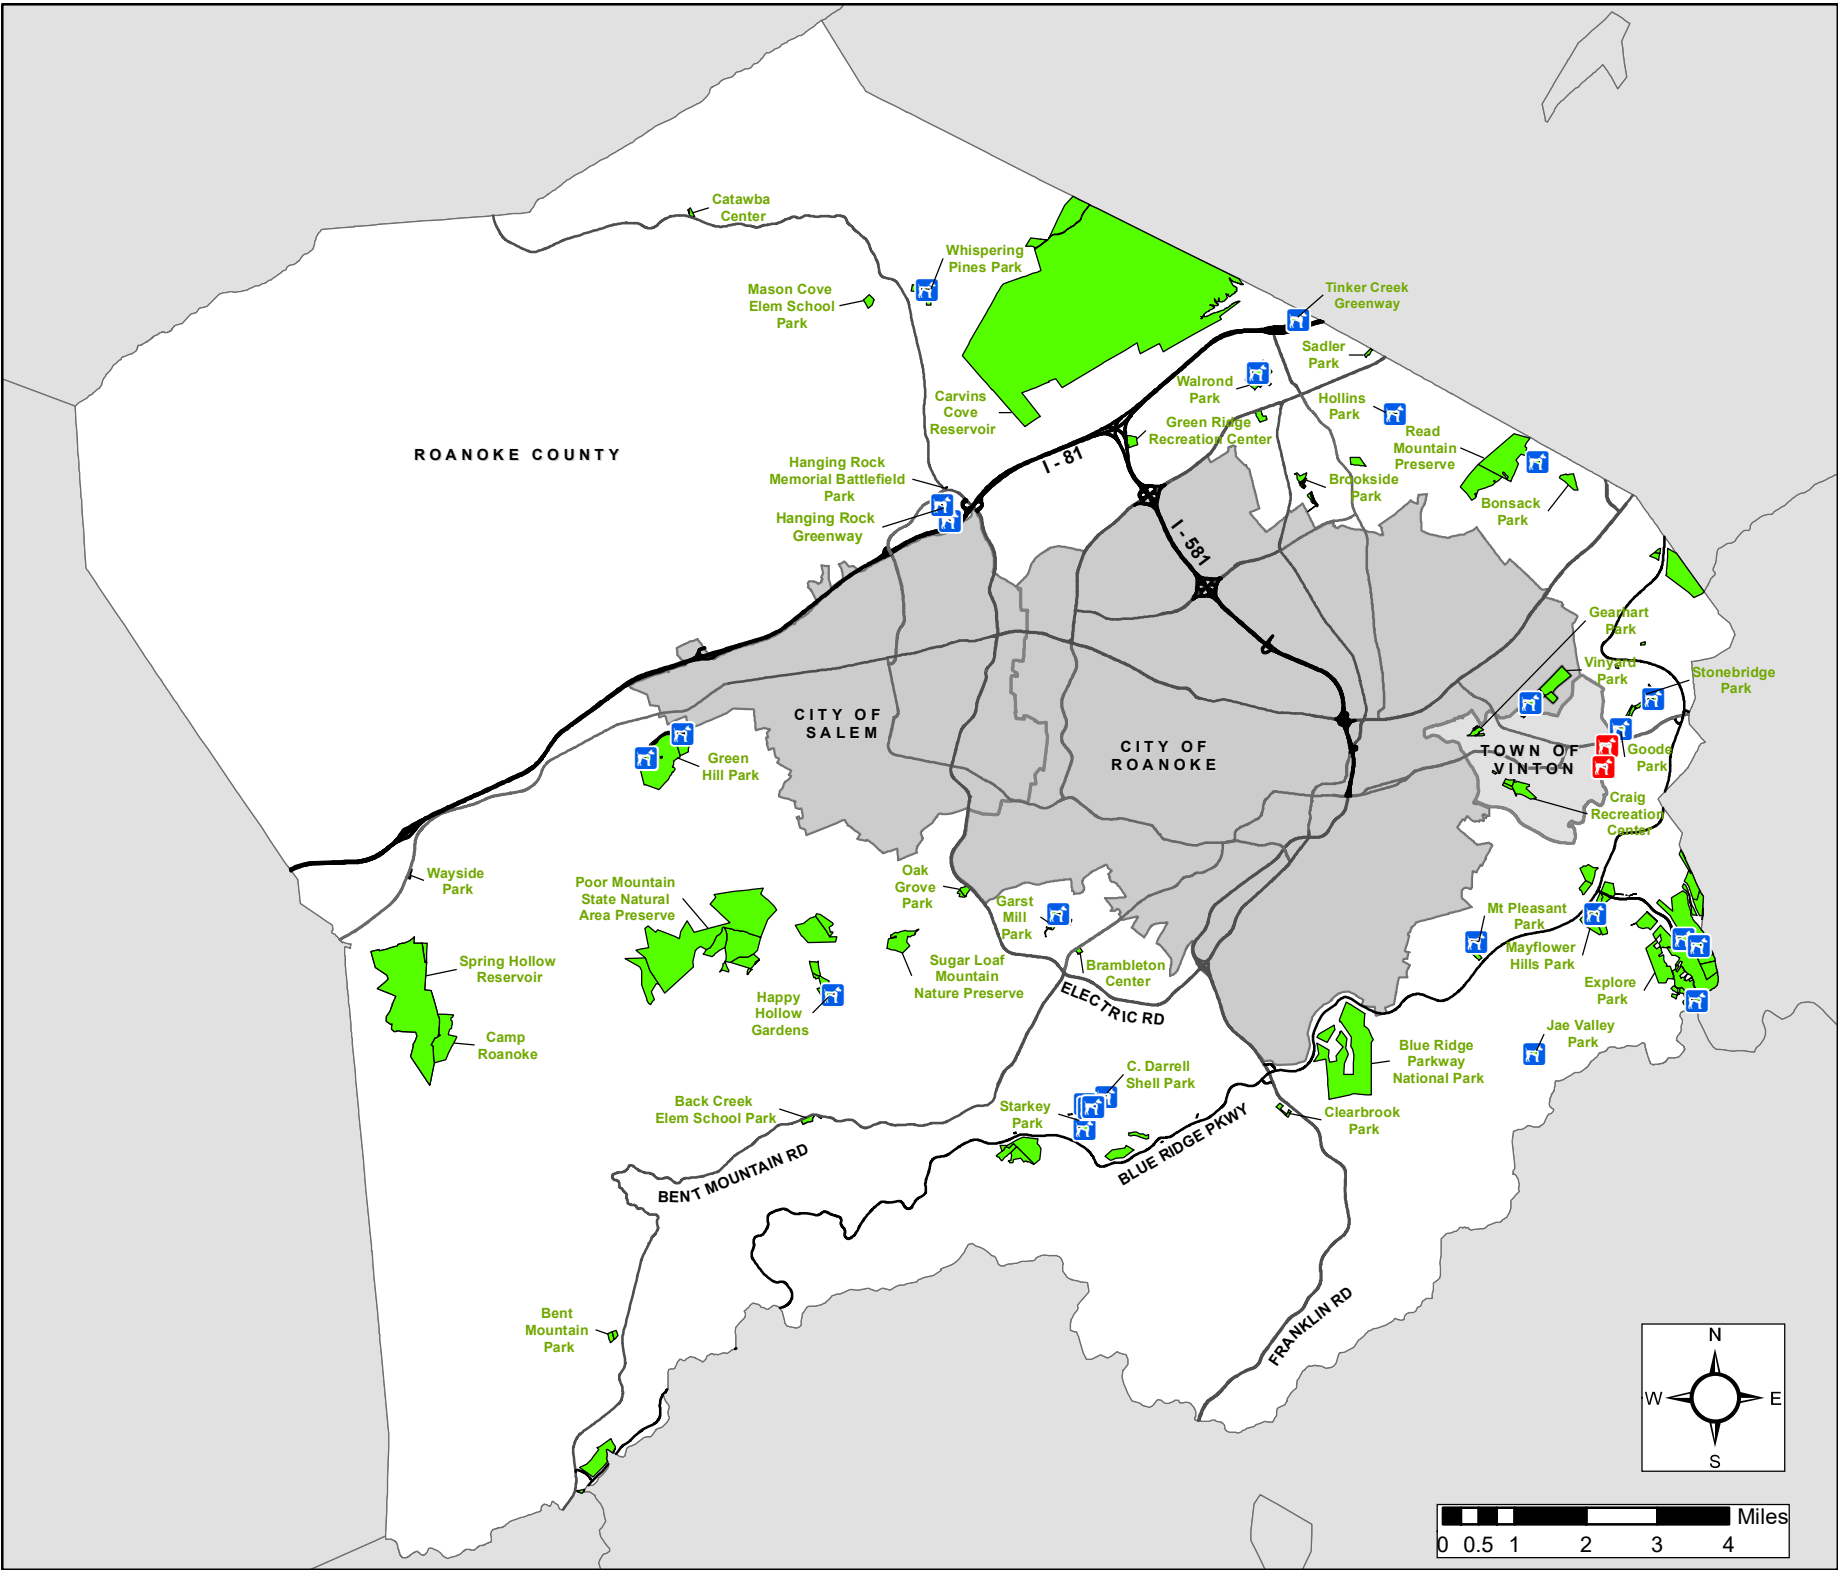 Catawba
Center
Whispering
Pines Park
Mason Cove
Elem School
Park
Tinker Creek
Greenway
Sadler
Park
Walrond
Park
Hollins
Park
Carvins
Cove
Reservoir
Green Ridge
Recreation Center
Read
Mountain
Preserve
ROANOKE COUNTY
I - 81
Hanging Rock
Memorial Battlefield
Park
Hanging Rock
Greenway
Brookside
Park
Bonsack
Park
I - 581
Gearhart
Park
Vinyard
Park
Stonebridge
Park
CITY OF
SALEM
CITY OF
ROANOKE
TOWN OF
VINTON
Goode
Park
Green
Hill Park
Craig
Recreation
Center
Wayside
Park
Poor Mountain
State Natural
Area Preserve
Oak
Grove
Park
Garst
Mill
Park
Mt Pleasant
Park
Mayflower
Hills Park
Spring Hollow
Reservoir
Sugar Loaf
Mountain
Nature Preserve
Brambleton
Center
Explore
Park
Happy
Hollow
Gardens
ELECTRIC RD
Camp
Roanoke
Jae Valley
Park
Blue Ridge
Parkway
National Park
C. Darrell
Shell Park
Back Creek
Elem School Park
Starkey
Park
Clearbrook
Park
BLUE RIDGE PKWY
BENT MOUNTAIN RD
Bent
Mountain
Park
FRANKLIN RD
N
W
E
S
Miles
0 0.5 1 2 3 4